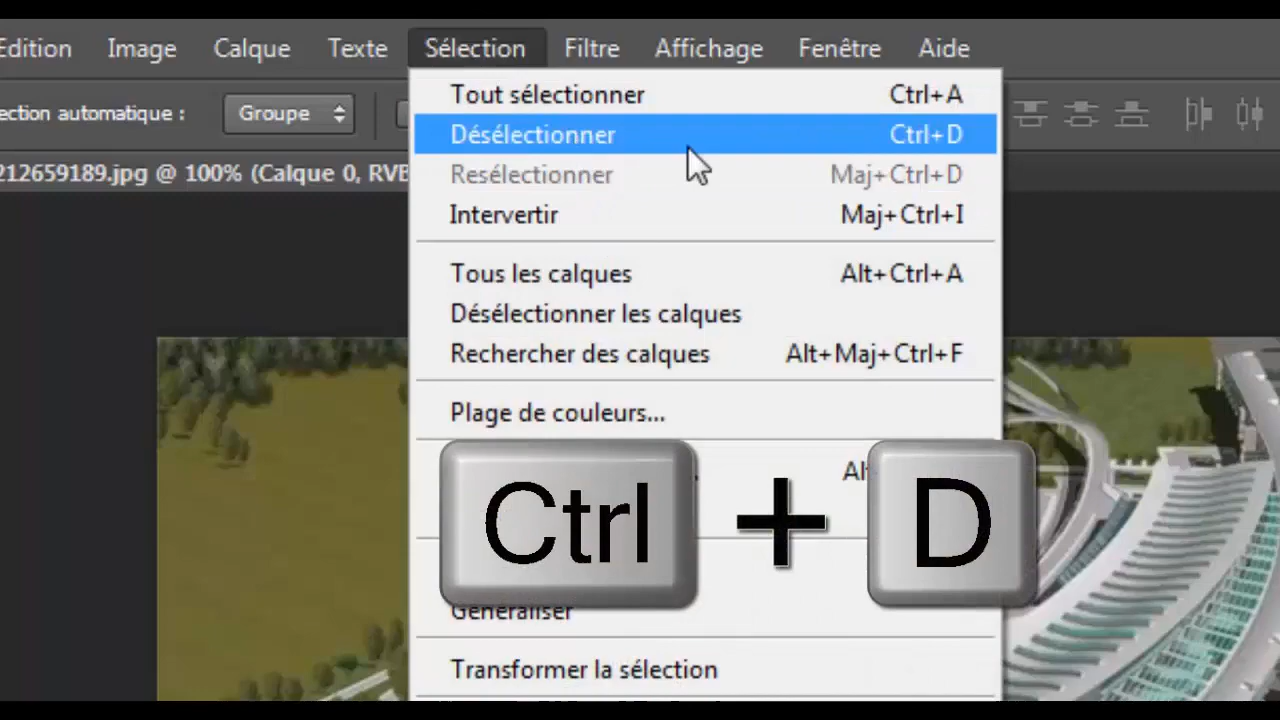 Edition Image Calque Texte Sélection Filtre Affichage Fenêtre Aide
ection automatique : Groupe
212659189.jpg @ 100% (Calque 0, RVB
Tout sélectionner Ctrl+A
Désélectionner Ctrl+D
Resélectionner Maj+Ctrl+D
Intervertir Maj+Ctrl+I
Tous les calques Alt+Ctrl+A
Désélectionner les calques
Rechercher des calques Alt+Maj+Ctrl+F
Plage de couleurs...
Ctrl + D
Généraliser
Transformer la sélection